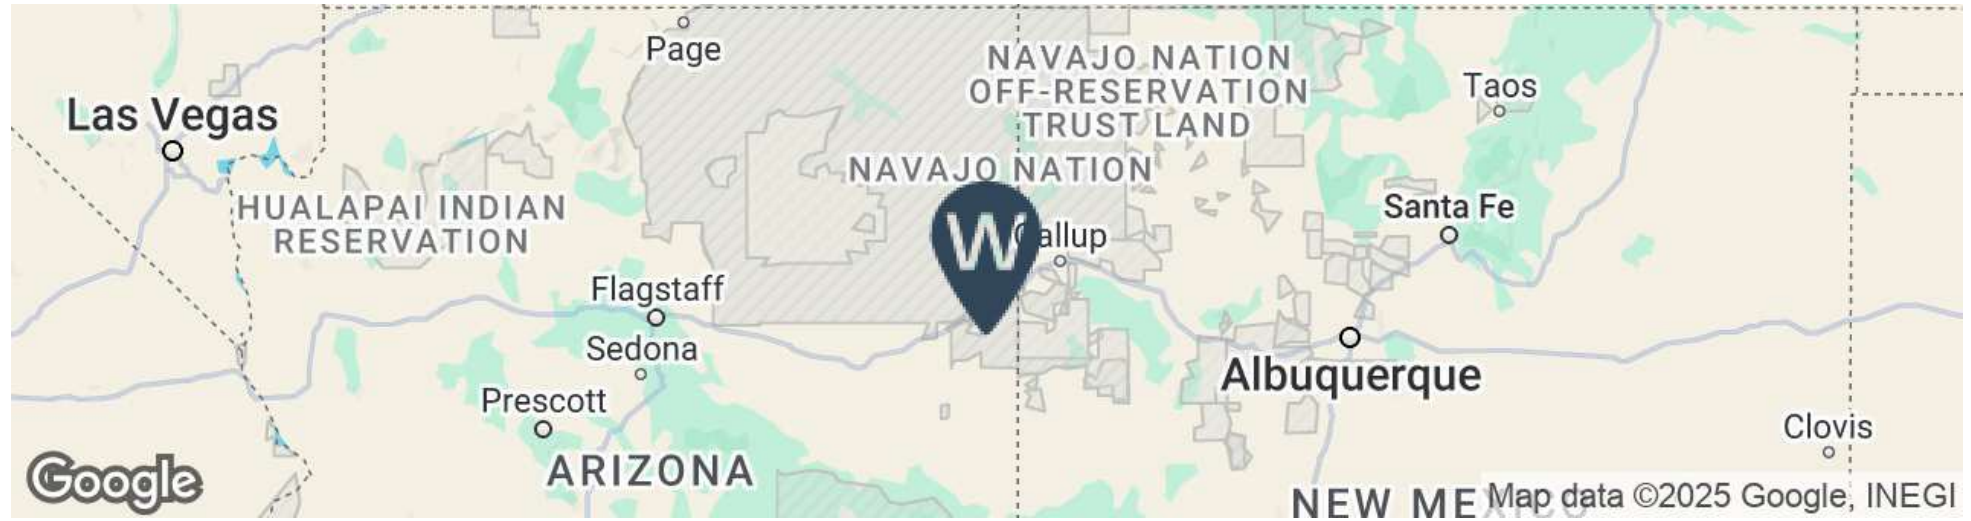 Page
NAVAJO NATION
OFF-RESERVATION
TRUST LAND
Taos
Las Vegas
NAVAJO NATION
HUALAPAI INDIAN
RESERVATION
Santa Fe
W
Gallup
Flagstaff
Sedona
Albuquerque
Prescott
Clovis
ARIZONA
Google
NEW MEXICO
Map data ©2025 Google, INEGI